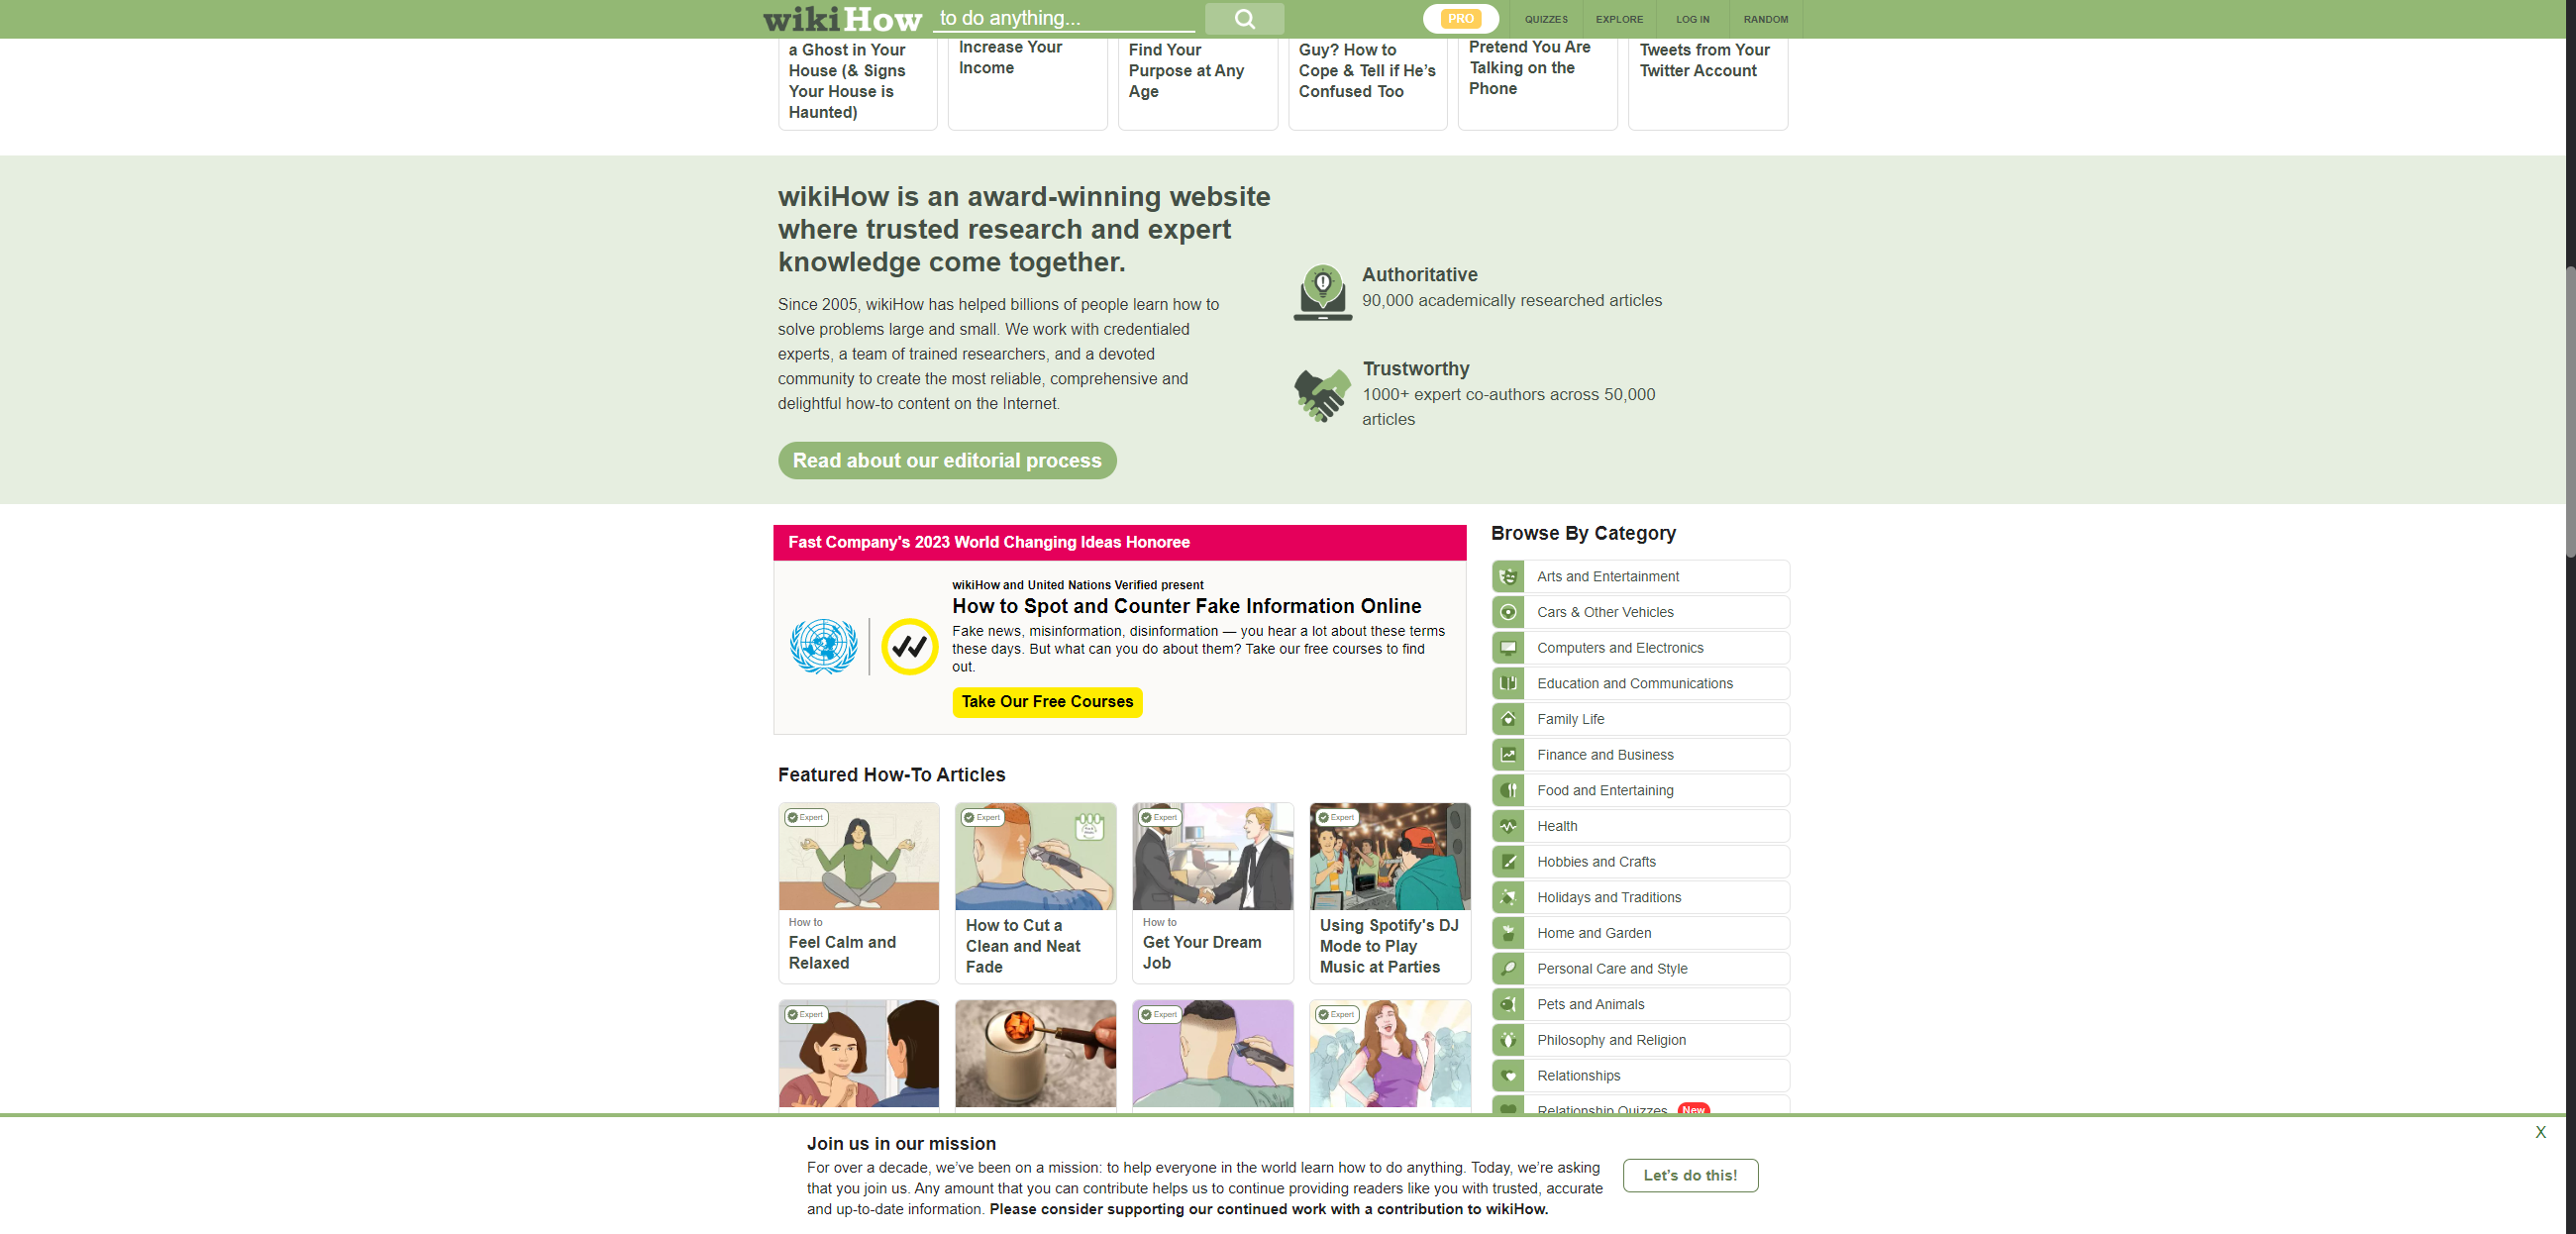 wikiHow to do anything...
PRO
QUIZZES
EXPLORE
LOG IN
RANDOM
a Ghost in Your
House (& Signs
Your House is
Haunted)
Increase Your
Income
Find Your
Purpose at Any
Age
Guy? How to
Cope & Tell if He’s
Confused Too
Pretend You Are
Talking on the
Phone
Tweets from Your
Twitter Account
wikiHow is an award-winning website
where trusted research and expert
knowledge come together.
Since 2005, wikiHow has helped billions of people learn how to
solve problems large and small. We work with credentialed
experts, a team of trained researchers, and a devoted
community to create the most reliable, comprehensive and
delightful how-to content on the Internet.
Read about our editorial process
Authoritative
90,000 academically researched articles
Trustworthy
1000+ expert co-authors across 50,000
articles
Fast Company's 2023 World Changing Ideas Honoree
wikiHow and United Nations Verified present
How to Spot and Counter Fake Information Online
Fake news, misinformation, disinformation — you hear a lot about these terms
these days. But what can you do about them? Take our free courses to find
out.
Take Our Free Courses
Featured How-To Articles
Expert
How to
Feel Calm and
Relaxed
Expert
How to Cut a
Clean and Neat
Fade
Expert
How to
Get Your Dream
Job
Expert
Using Spotify's DJ
Mode to Play
Music at Parties
Expert
Expert
Expert
Browse By Category
Arts and Entertainment
Cars & Other Vehicles
Computers and Electronics
Education and Communications
Family Life
Finance and Business
Food and Entertaining
Health
Hobbies and Crafts
Holidays and Traditions
Home and Garden
Personal Care and Style
Pets and Animals
Philosophy and Religion
Relationships
Relationship Quizzes New
X
Join us in our mission
For over a decade, we’ve been on a mission: to help everyone in the world learn how to do anything. Today, we’re asking
that you join us. Any amount that you can contribute helps us to continue providing readers like you with trusted, accurate
and up-to-date information. Please consider supporting our continued work with a contribution to wikiHow.
Let’s do this!